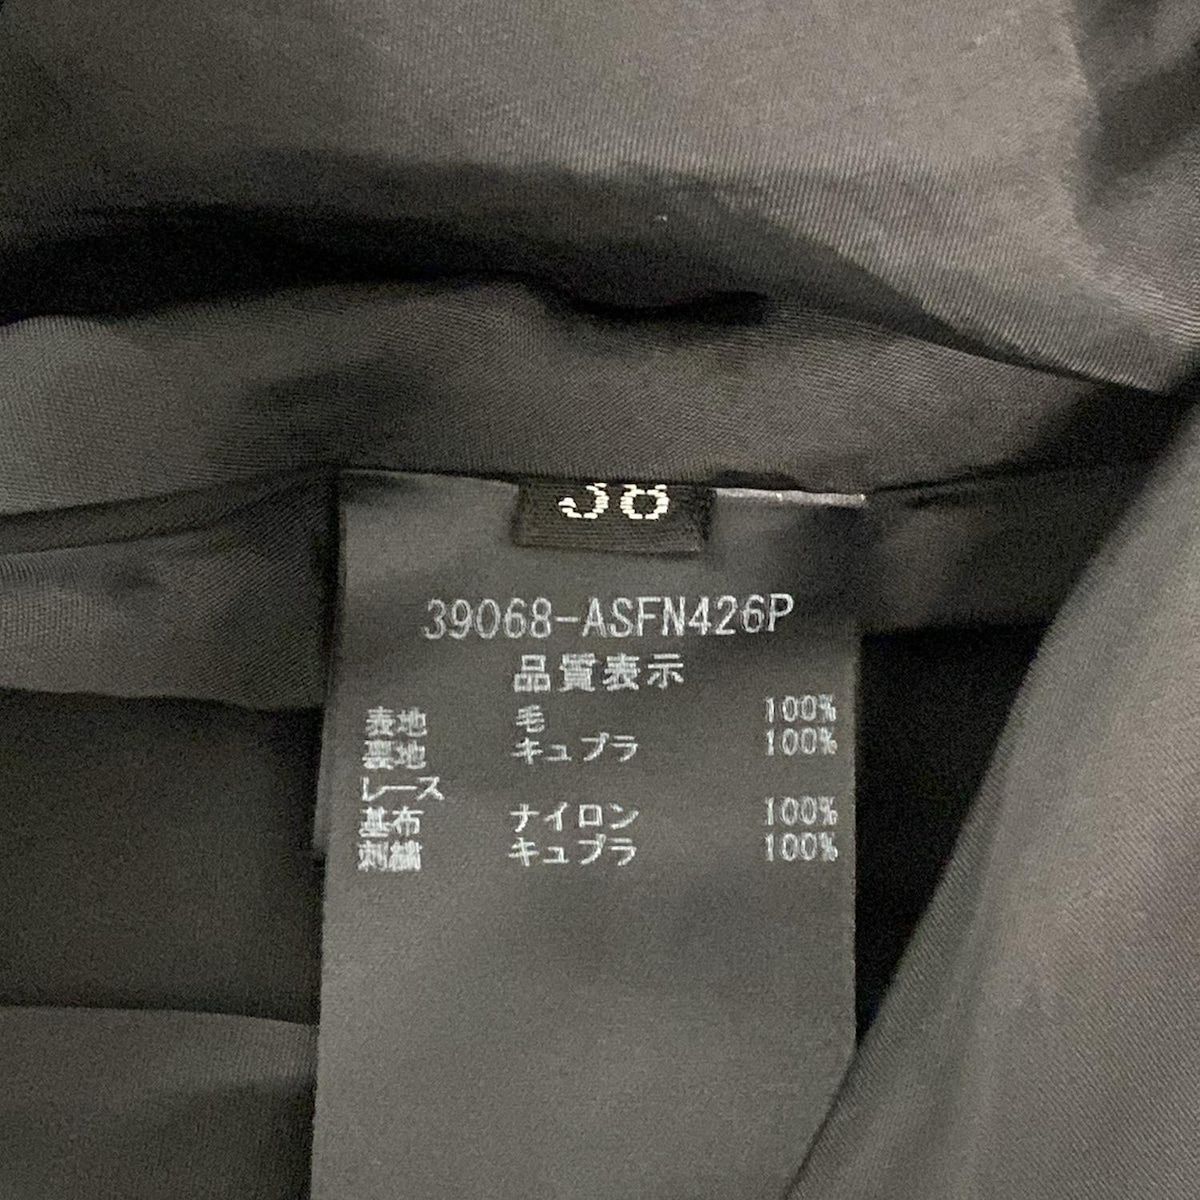 38
39068-ASFN426P
品質表示
表地 毛 100%
裏地 キュプラ 100%
レース
基布 ナイロン 100%
刺繍 キュプラ 100%